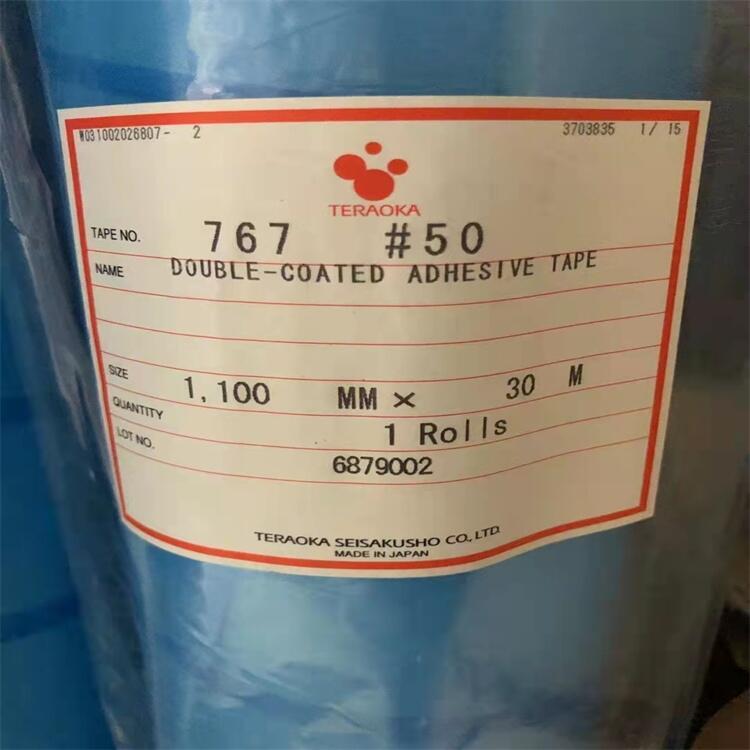 W031002026807- 2 3703835 1/ 15
TERAOKA
TAPE NO. 767 #50
NAME DOUBLE-COATED ADHESIVE TAPE
SIZE 1,100 MM × 30 M
QUANTITY 1 Rolls
LOT NO. 6879002
TERAOKA SEISAKUSHO CO., LTD.
MADE IN JAPAN